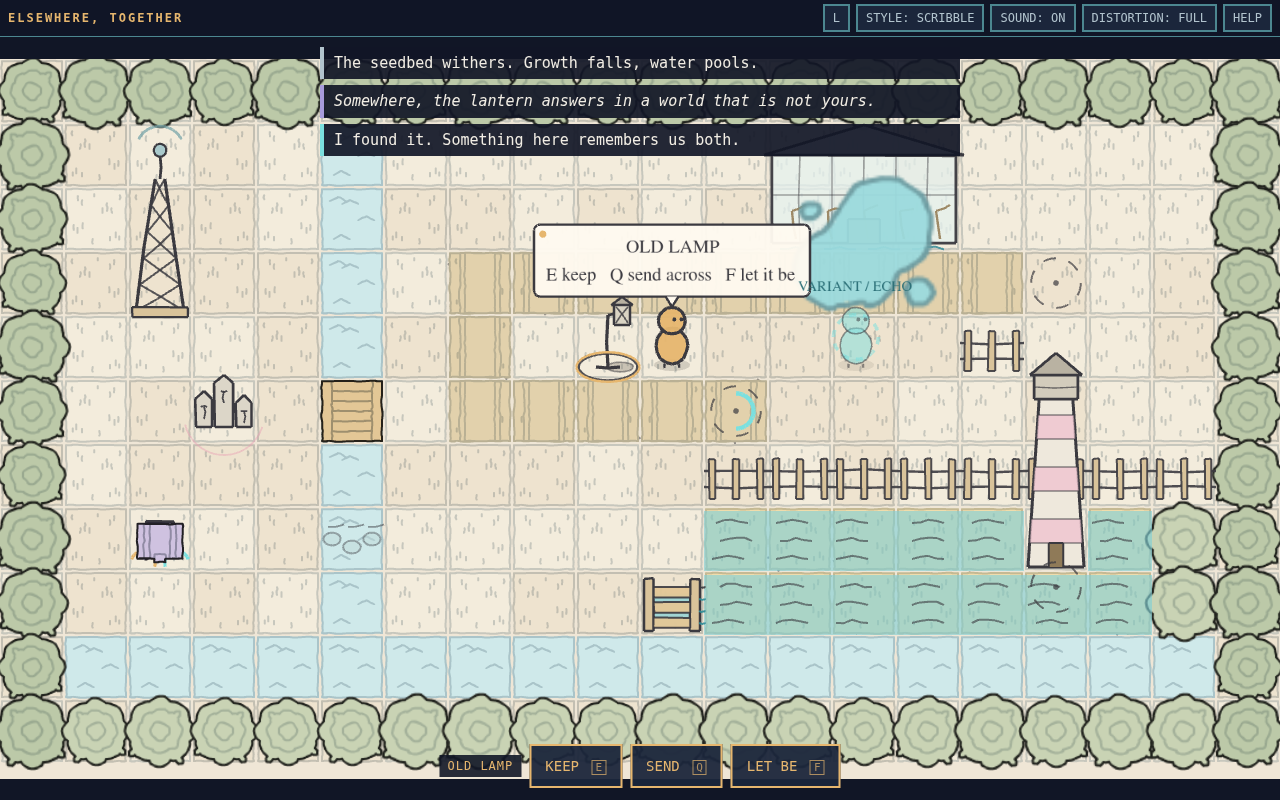 ELSEWHERE, TOGETHER
L
STYLE: SCRIBBLE
SOUND: ON
DISTORTION: FULL
HELP
The seedbed withers. Growth falls, water pools.
Somewhere, the lantern answers in a world that is not yours.
I found it. Something here remembers us both.
OLD LAMP
E keep Q send across F let it be
VARIANT / ECHO
OLD LAMP
KEEP E
SEND Q
LET BE F